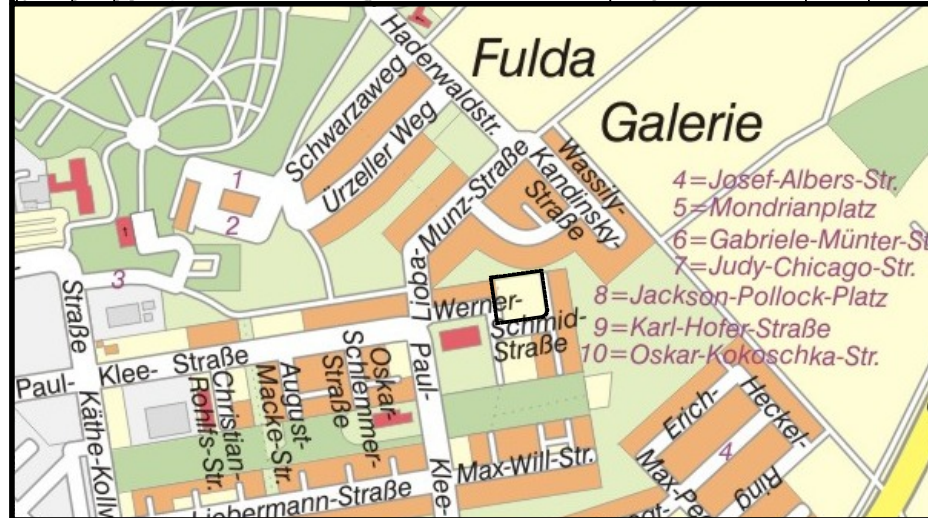 Haderwaldstr.
Fulda
Galerie
Schwarzaweg
Ürzeller Weg
Wassily-
Kandinsky-
Straße
Lioba-
Munz-Straße
1
2
3
4=Josef-Albers-Str.
5=Mondrianplatz
6=Gabriele-Münter-St
7=Judy-Chicago-Str.
8=Jackson-Pollock-Platz
9=Karl-Hofer-Straße
10=Oskar-Kokoschka-Str.
Werner-
Schmid-
Straße
Straße
Paul-
Klee-
Straße
Käthe-Kollw
Christian-
Rohlfs-Str.
August-
Macke-Str.
Oskar-
Schlemmer-
Straße
Paul-
Klee-
Max-Will-Str.
Liebermann-Straße
Erich-
Heckel-
Ring
4
Max-Pe